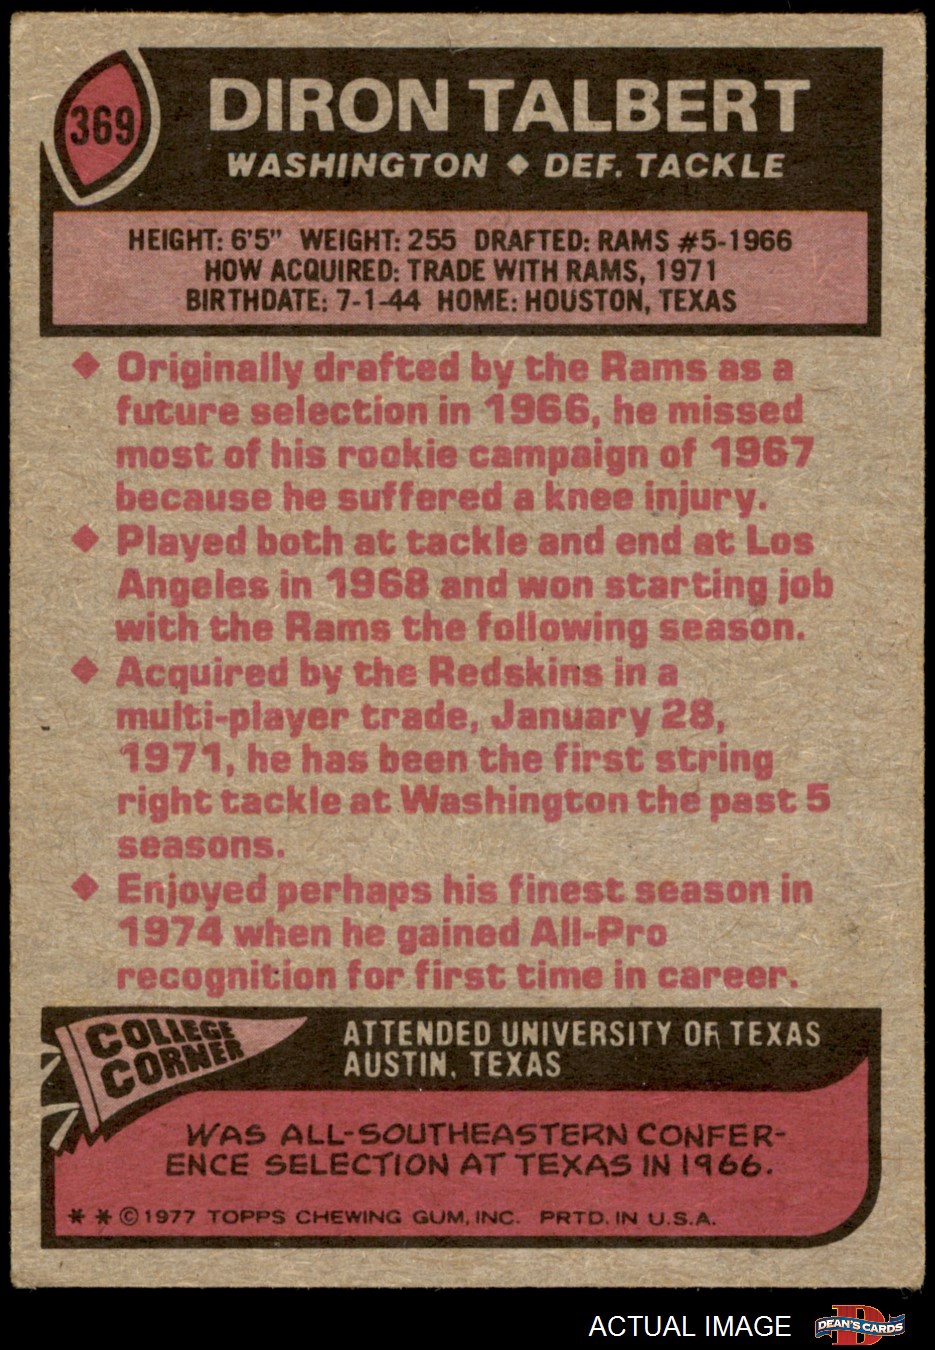 369
DIRON TALBERT
WASHINGTON ◆ DEF. TACKLE
HEIGHT: 6'5" WEIGHT: 255 DRAFTED: RAMS #5-1966
HOW ACQUIRED: TRADE WITH RAMS, 1971
BIRTHDATE: 7-1-44 HOME: HOUSTON, TEXAS
◆ Originally drafted by the Rams as a
future selection in 1966, he missed
most of his rookie campaign of 1967
because he suffered a knee injury.
◆ Played both at tackle and end at Los
Angeles in 1968 and won starting job
with the Rams the following season.
◆ Acquired by the Redskins in a
multi-player trade, January 28,
1971, he has been the first string
right tackle at Washington the past 5
seasons.
◆ Enjoyed perhaps his finest season in
1974 when he gained All-Pro
recognition for first time in career.
COLLEGE
CORNER
ATTENDED UNIVERSITY OF TEXAS
AUSTIN, TEXAS
WAS ALL-SOUTHEASTERN CONFER-
ENCE SELECTION AT TEXAS IN 1966.
* * © 1977 TOPPS CHEWING GUM, INC. PRTD. IN U.S.A.
ACTUAL IMAGE
D
DEAN'S CARDS